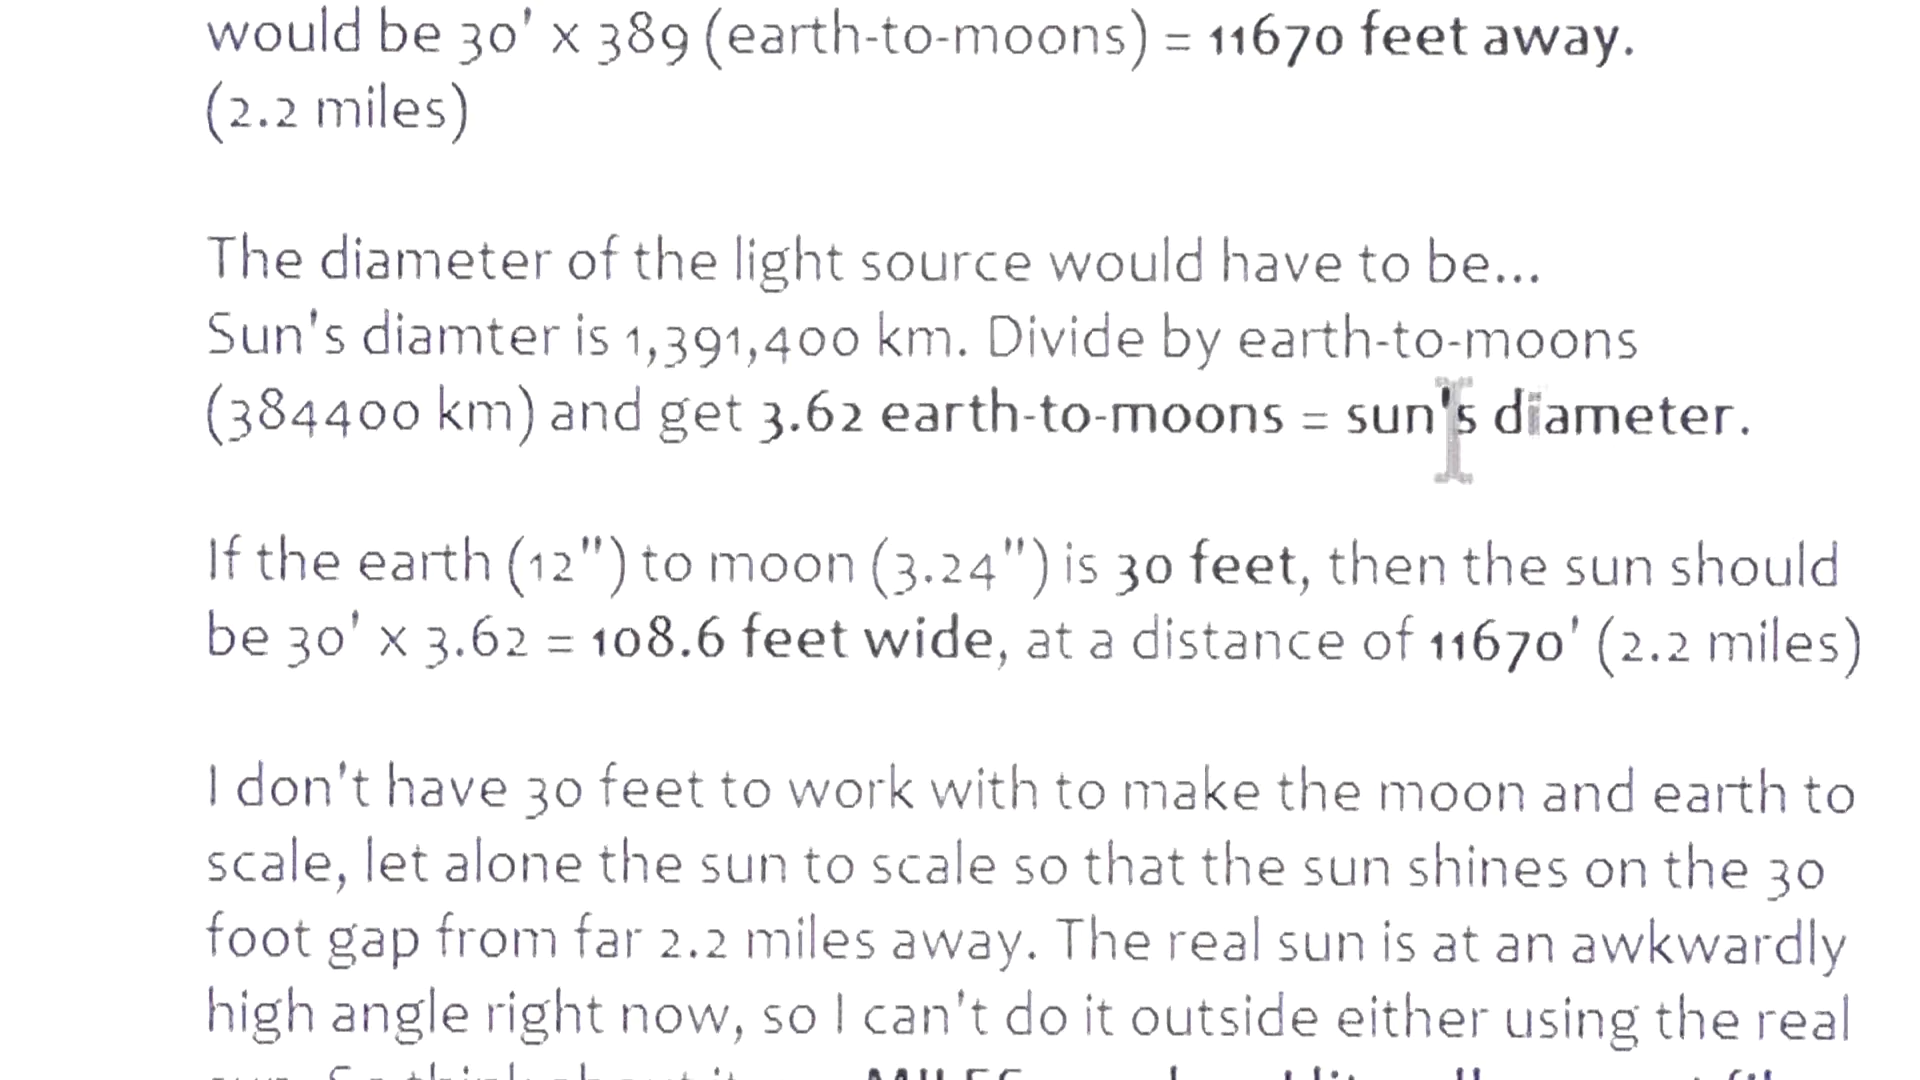 would be 30' x 389 (earth-to-moons) = 11670 feet away.
(2.2 miles)
The diameter of the light source would have to be...
Sun's diamter is 1,391,400 km. Divide by earth-to-moons
(384400 km) and get 3.62 earth-to-moons = sun's diameter.
If the earth (12") to moon (3.24") is 30 feet, then the sun should
be 30' x 3.62 = 108.6 feet wide, at a distance of 11670' (2.2 miles)
I don't have 30 feet to work with to make the moon and earth to
scale, let alone the sun to scale so that the sun shines on the 30
foot gap from far 2.2 miles away. The real sun is at an awkwardly
high angle right now, so I can't do it outside either using the real